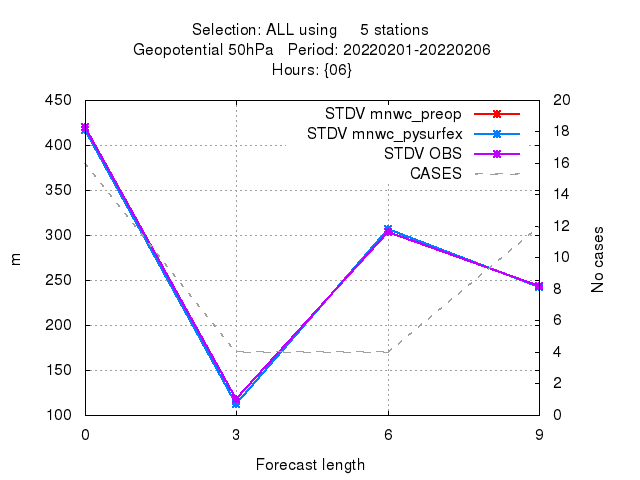 Selection: ALL using 5 stations
Geopotential 50hPa Period: 20220201-20220206
Hours: {06}
450
400
350
300
250
200
150
100
20
18
16
14
12
10
8
6
4
2
0
STDV mnwc_preop
STDV mnwc_pysurfex
STDV OBS
CASES
m
No cases
0 3 6 9
Forecast length